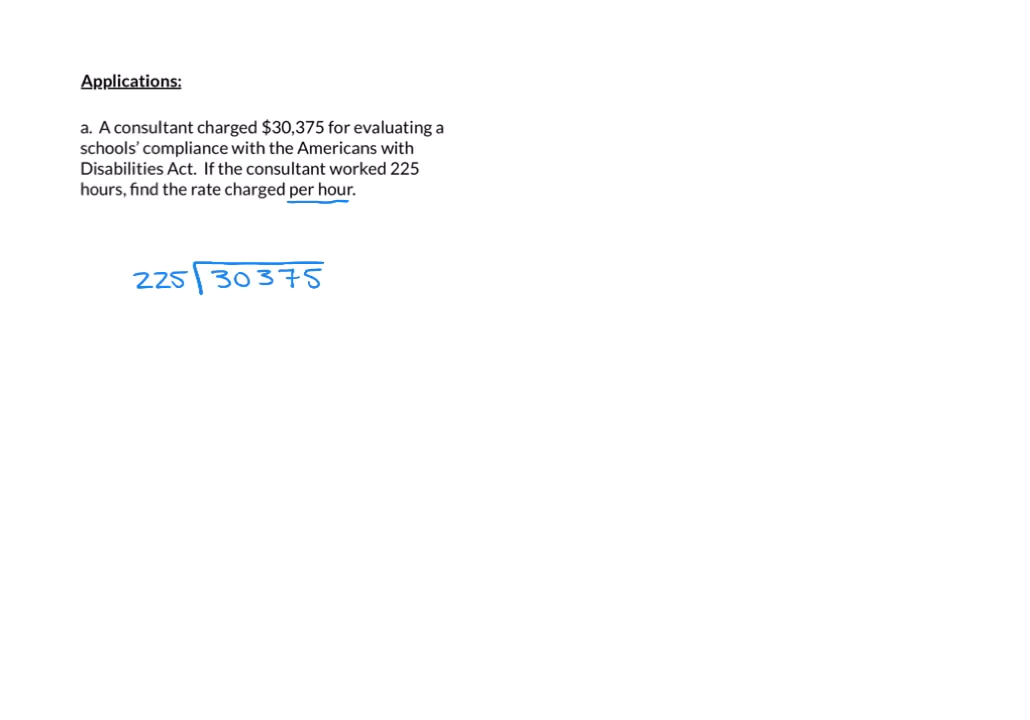 Applications:
a. A consultant charged $30,375 for evaluating a
schools' compliance with the Americans with
Disabilities Act. If the consultant worked 225
hours, find the rate charged per hour.
225 30375